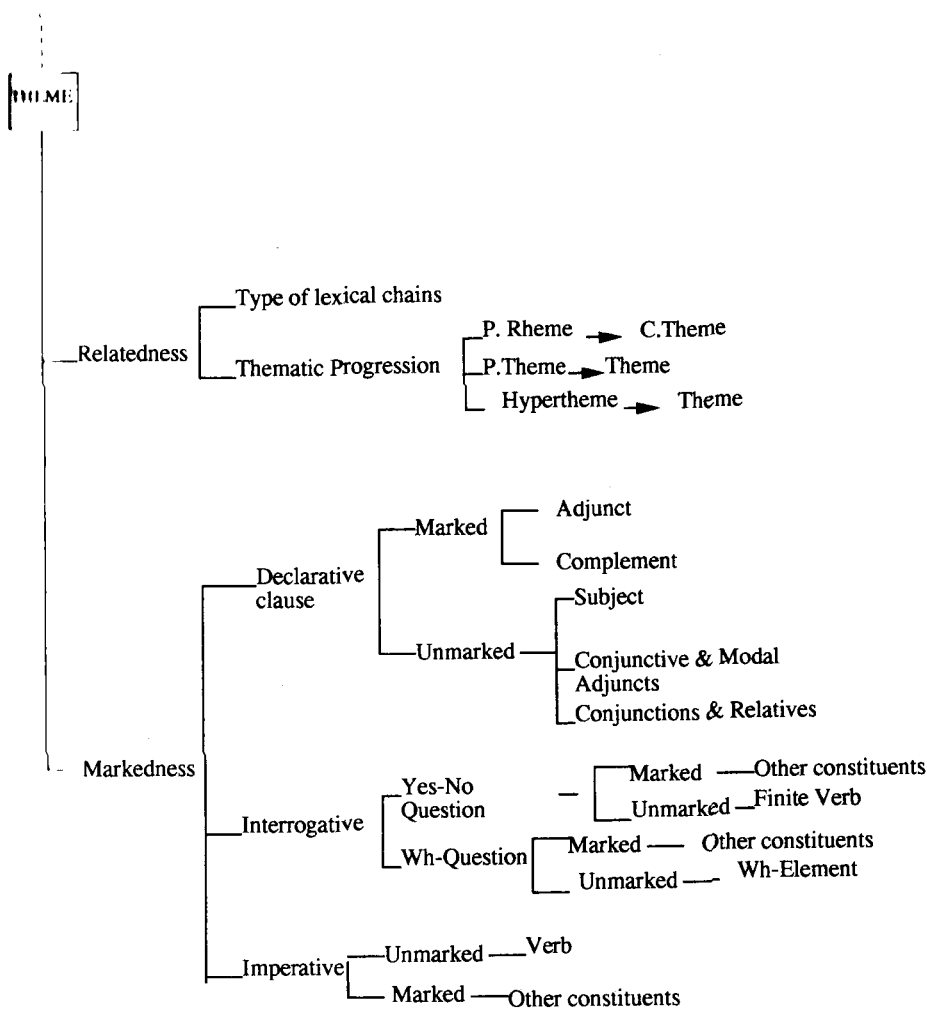 Type of lexical chains
P. Rheme C.Theme
Relatedness
Thematic Progression
P.Theme Theme
Hypertheme Theme
Marked
Adjunct
Complement
Declarative
clause
Subject
Unmarked
Conjunctive & Modal
Adjuncts
Conjunctions & Relatives
Markedness
Interrogative
Yes-No
Question
Marked Other constituents
Unmarked Finite Verb
Wh-Question
Marked Other constituents
Unmarked Wh-Element
Imperative
Unmarked Verb
Marked Other constituents